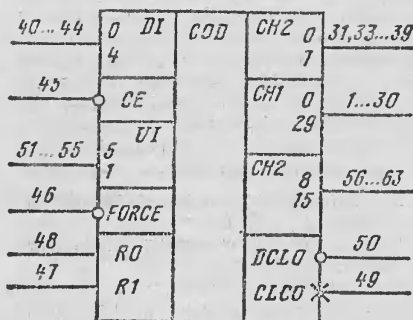 40...44 0 DI COD CH2 0 31,33...39
4 7
45 CE CH1 0 1...30
UI 29
51...55 5
1 CH2 8 56...63
46 FORCE 15
48 R0 DCLO 50
47 R1 CLCO 49